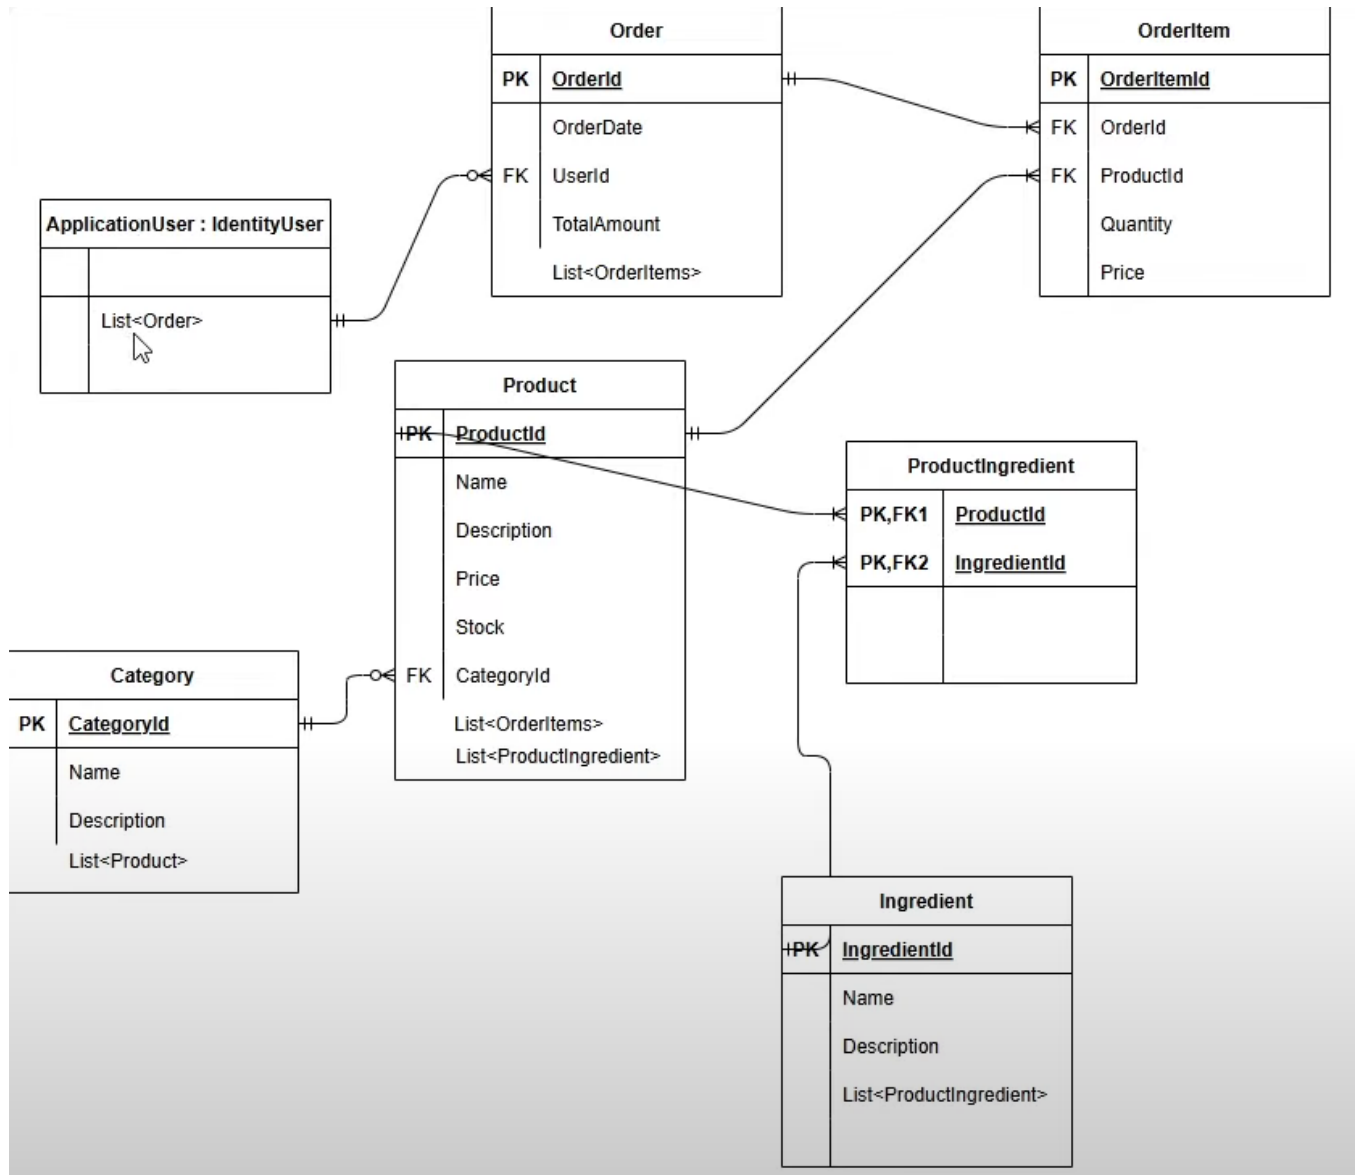 Order
PK OrderId
OrderDate
FK UserId
TotalAmount
List<OrderItems>
OrderItem
PK OrderItemId
FK OrderId
FK ProductId
Quantity
Price
ApplicationUser : IdentityUser
List<Order>
Product
PK ProductId
Name
Description
Price
Stock
FK CategoryId
List<OrderItems>
List<ProductIngredient>
ProductIngredient
PK,FK1 ProductId
PK,FK2 IngredientId
Category
PK CategoryId
Name
Description
List<Product>
Ingredient
PK IngredientId
Name
Description
List<ProductIngredient>